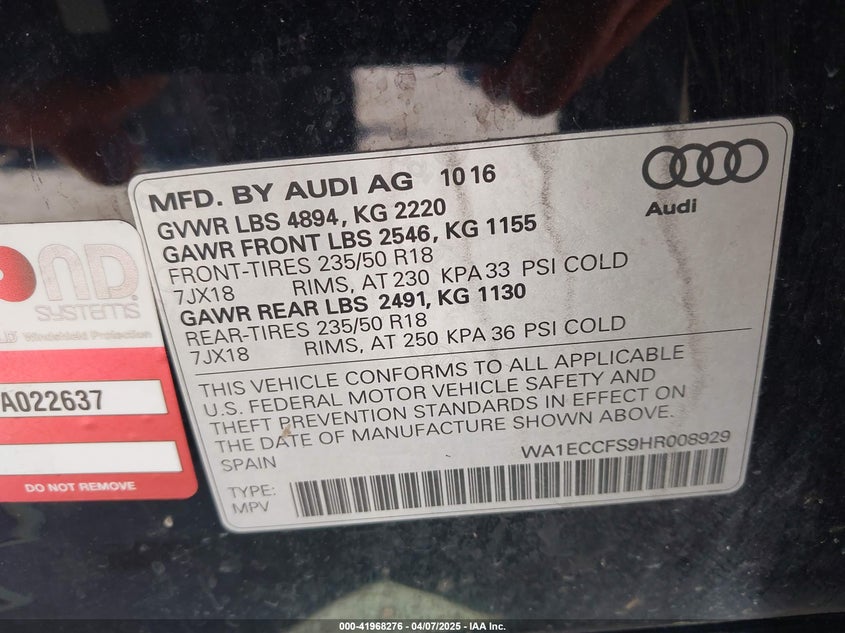 MFD. BY AUDI AG 10 16
GVWR LBS 4894, KG 2220
GAWR FRONT LBS 2546, KG 1155
FRONT-TIRES 235/50 R18
7JX18 RIMS, AT 230 KPA 33 PSI COLD
GAWR REAR LBS 2491, KG 1130
REAR-TIRES 235/50 R18
7JX18 RIMS, AT 250 KPA 36 PSI COLD
Audi
THIS VEHICLE CONFORMS TO ALL APPLICABLE
U.S. FEDERAL MOTOR VEHICLE SAFETY AND
THEFT PREVENTION STANDARDS IN EFFECT ON
THE DATE OF MANUFACTURE SHOWN ABOVE.
SPAIN WA1ECCFS9HR008929
TYPE:
MPV
ND
SYSTEMS
Windshield Protection
A022637
DO NOT REMOVE
000-41968276 - 04/07/2025 - IAA Inc.